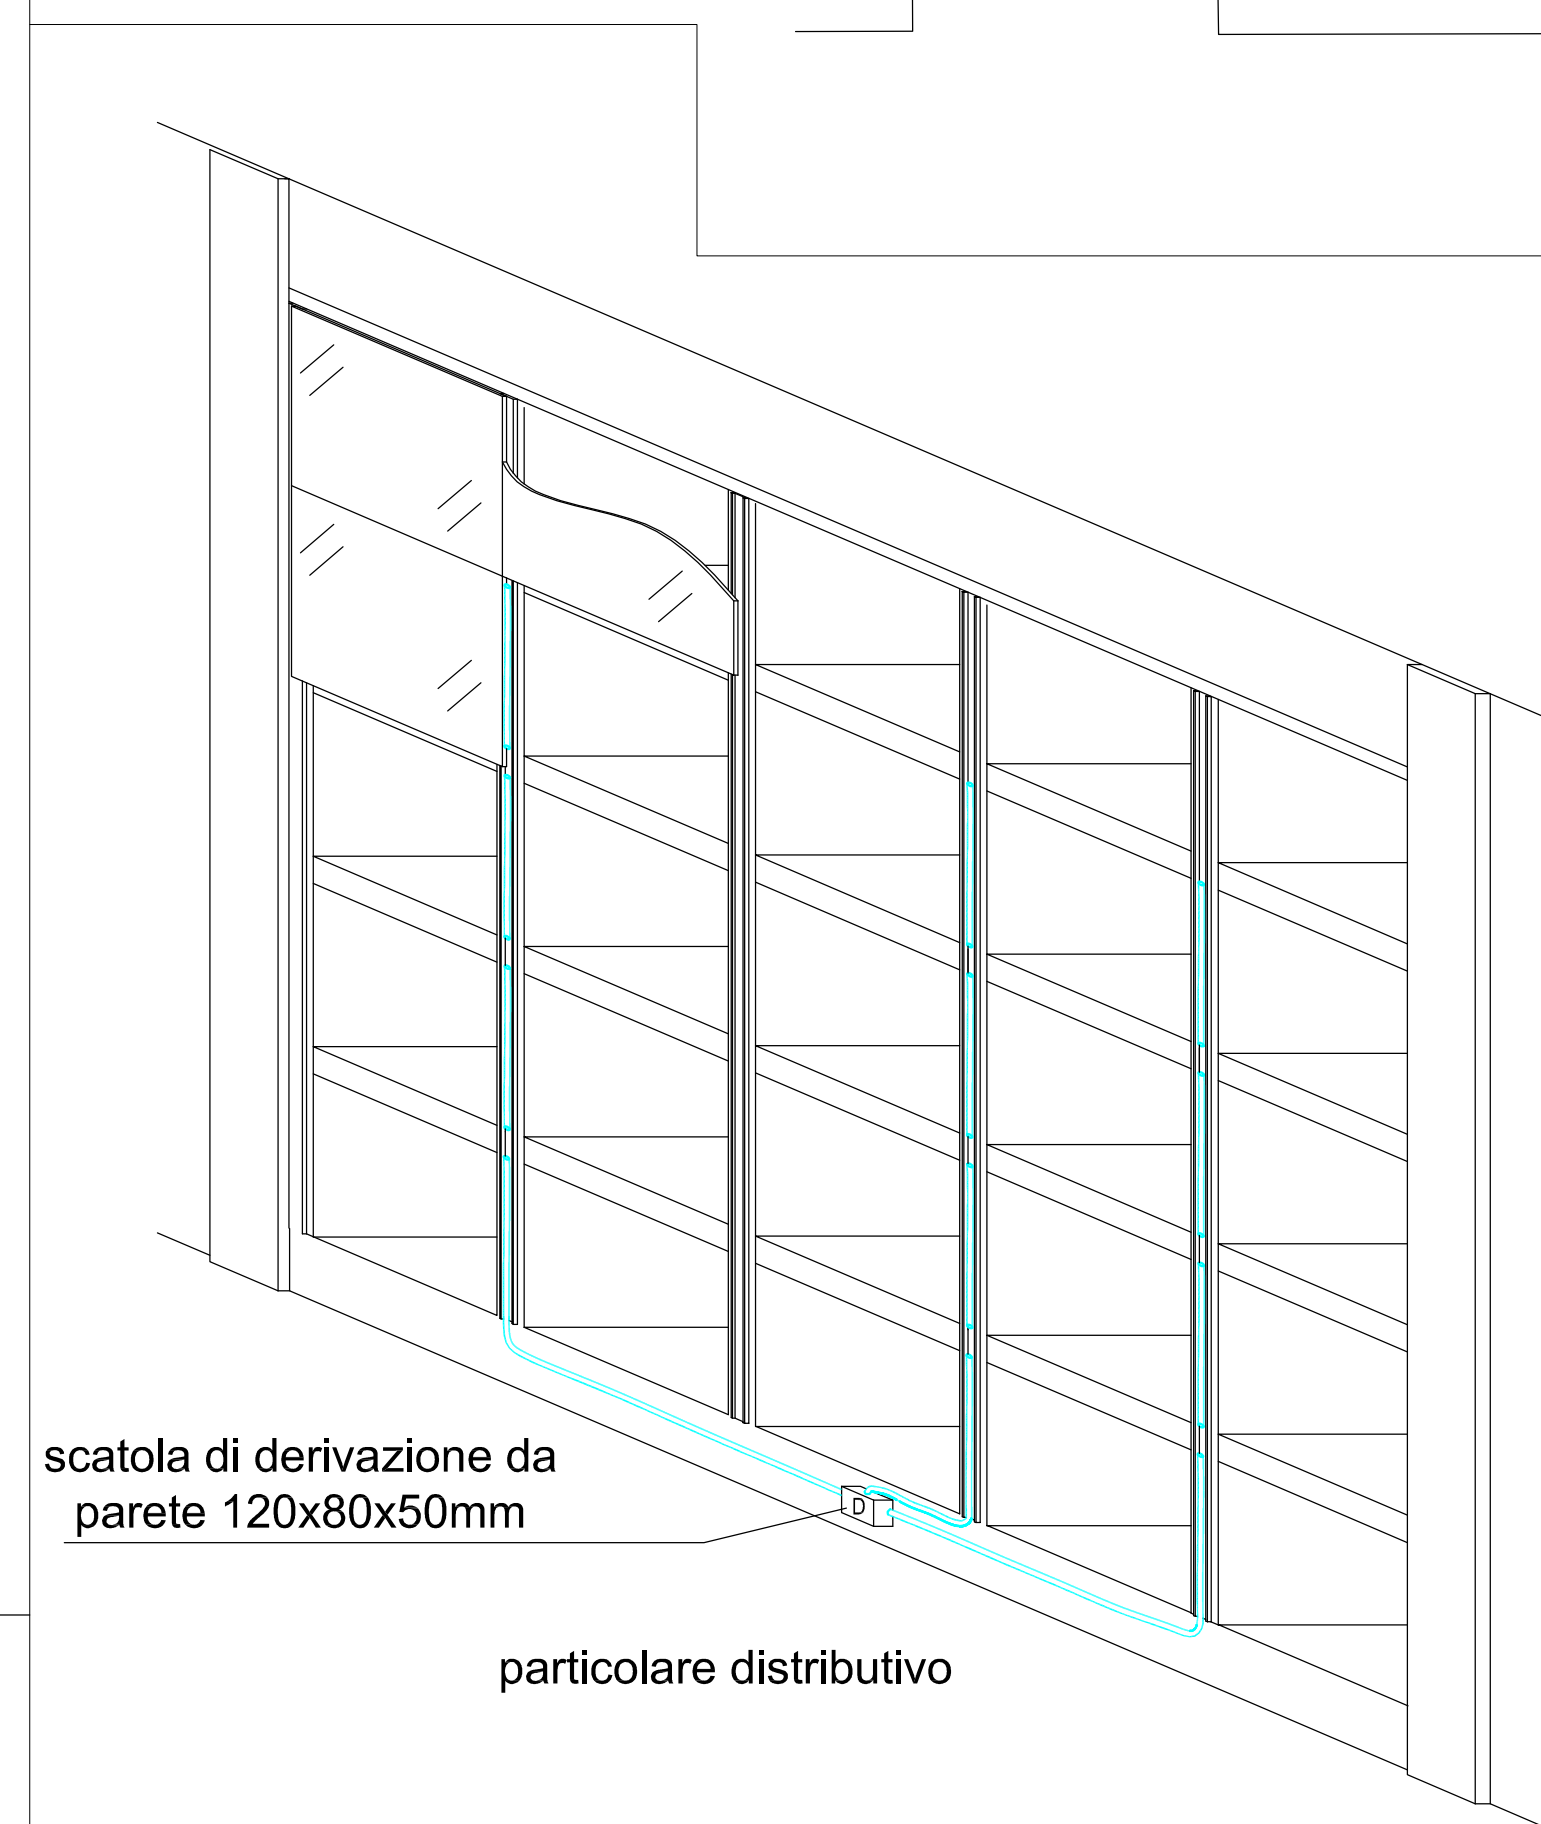 scatola di derivazione da
parete 120x80x50mm
D
particolare distributivo